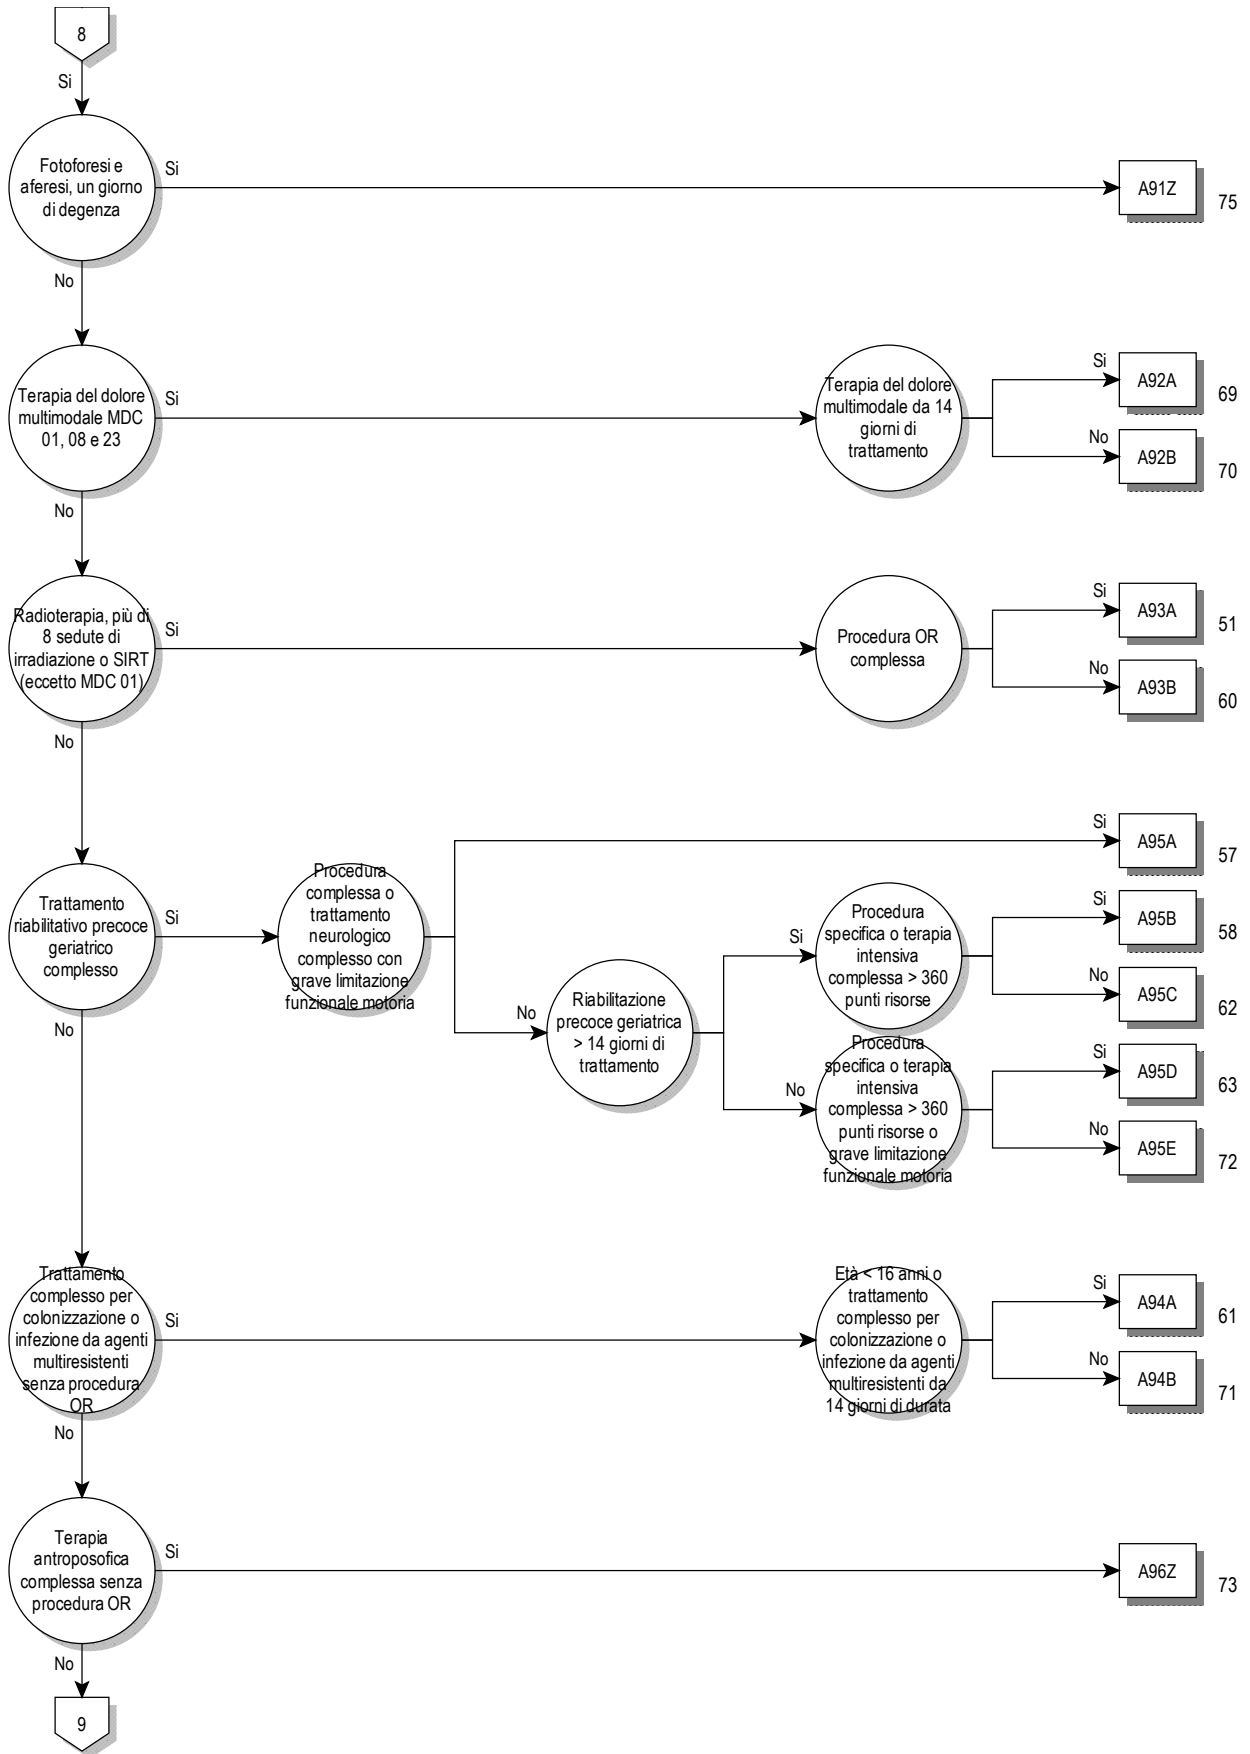 8
Si
Fotoforesi e
aferesi, un giorno
di degenza
Si
A91Z
75
No
Terapia del dolore
multimodale MDC
01, 08 e 23
Si
Terapia del dolore
multimodale da 14
giorni di
trattamento
Si
A92A
69
No
A92B
70
No
Radioterapia, più di
8 sedute di
irradiazione o SIRT
(eccetto MDC 01)
Si
Procedura OR
complessa
Si
A93A
51
No
A93B
60
No
Trattamento
riabilitativo precoce
geriatrico
complesso
Si
Procedura
complessa o
trattamento
neurologico
complesso con
grave limitazione
funzionale motoria
Si
A95A
57
No
Riabilitazione
precoce geriatrica
> 14 giorni di
trattamento
Si
Procedura
specifica o terapia
intensiva
complessa > 360
punti risorse
Si
A95B
58
No
A95C
62
No
Procedura
specifica o terapia
intensiva
complessa > 360
punti risorse o
grave limitazione
funzionale motoria
Si
A95D
63
No
A95E
72
No
Trattamento
complesso per
colonizzazione o
infezione da agenti
multiresistenti
senza procedura
OR
Si
Età < 16 anni o
trattamento
complesso per
colonizzazione o
infezione da agenti
multiresistenti da
14 giorni di durata
Si
A94A
61
No
A94B
71
No
Terapia
antroposofica
complessa senza
procedura OR
Si
A96Z
73
No
9